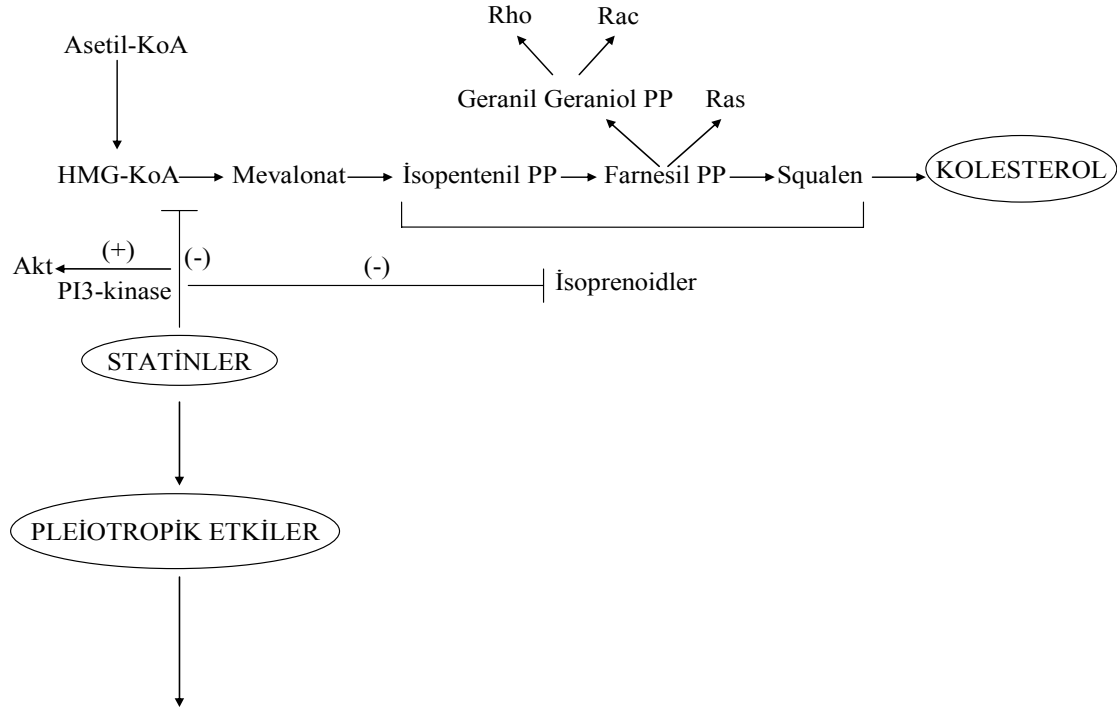 Rho Rac
Asetil-KoA
Geranil Geraniol PP Ras
HMG-KoA Mevalonat İsopentenil PP Farnesil PP Squalen KOLESTEROL
(+) (-) (-)
Akt
PI3-kinase
İsoprenoidler
STATİNLER
PLEİOTROPİK ETKİLER